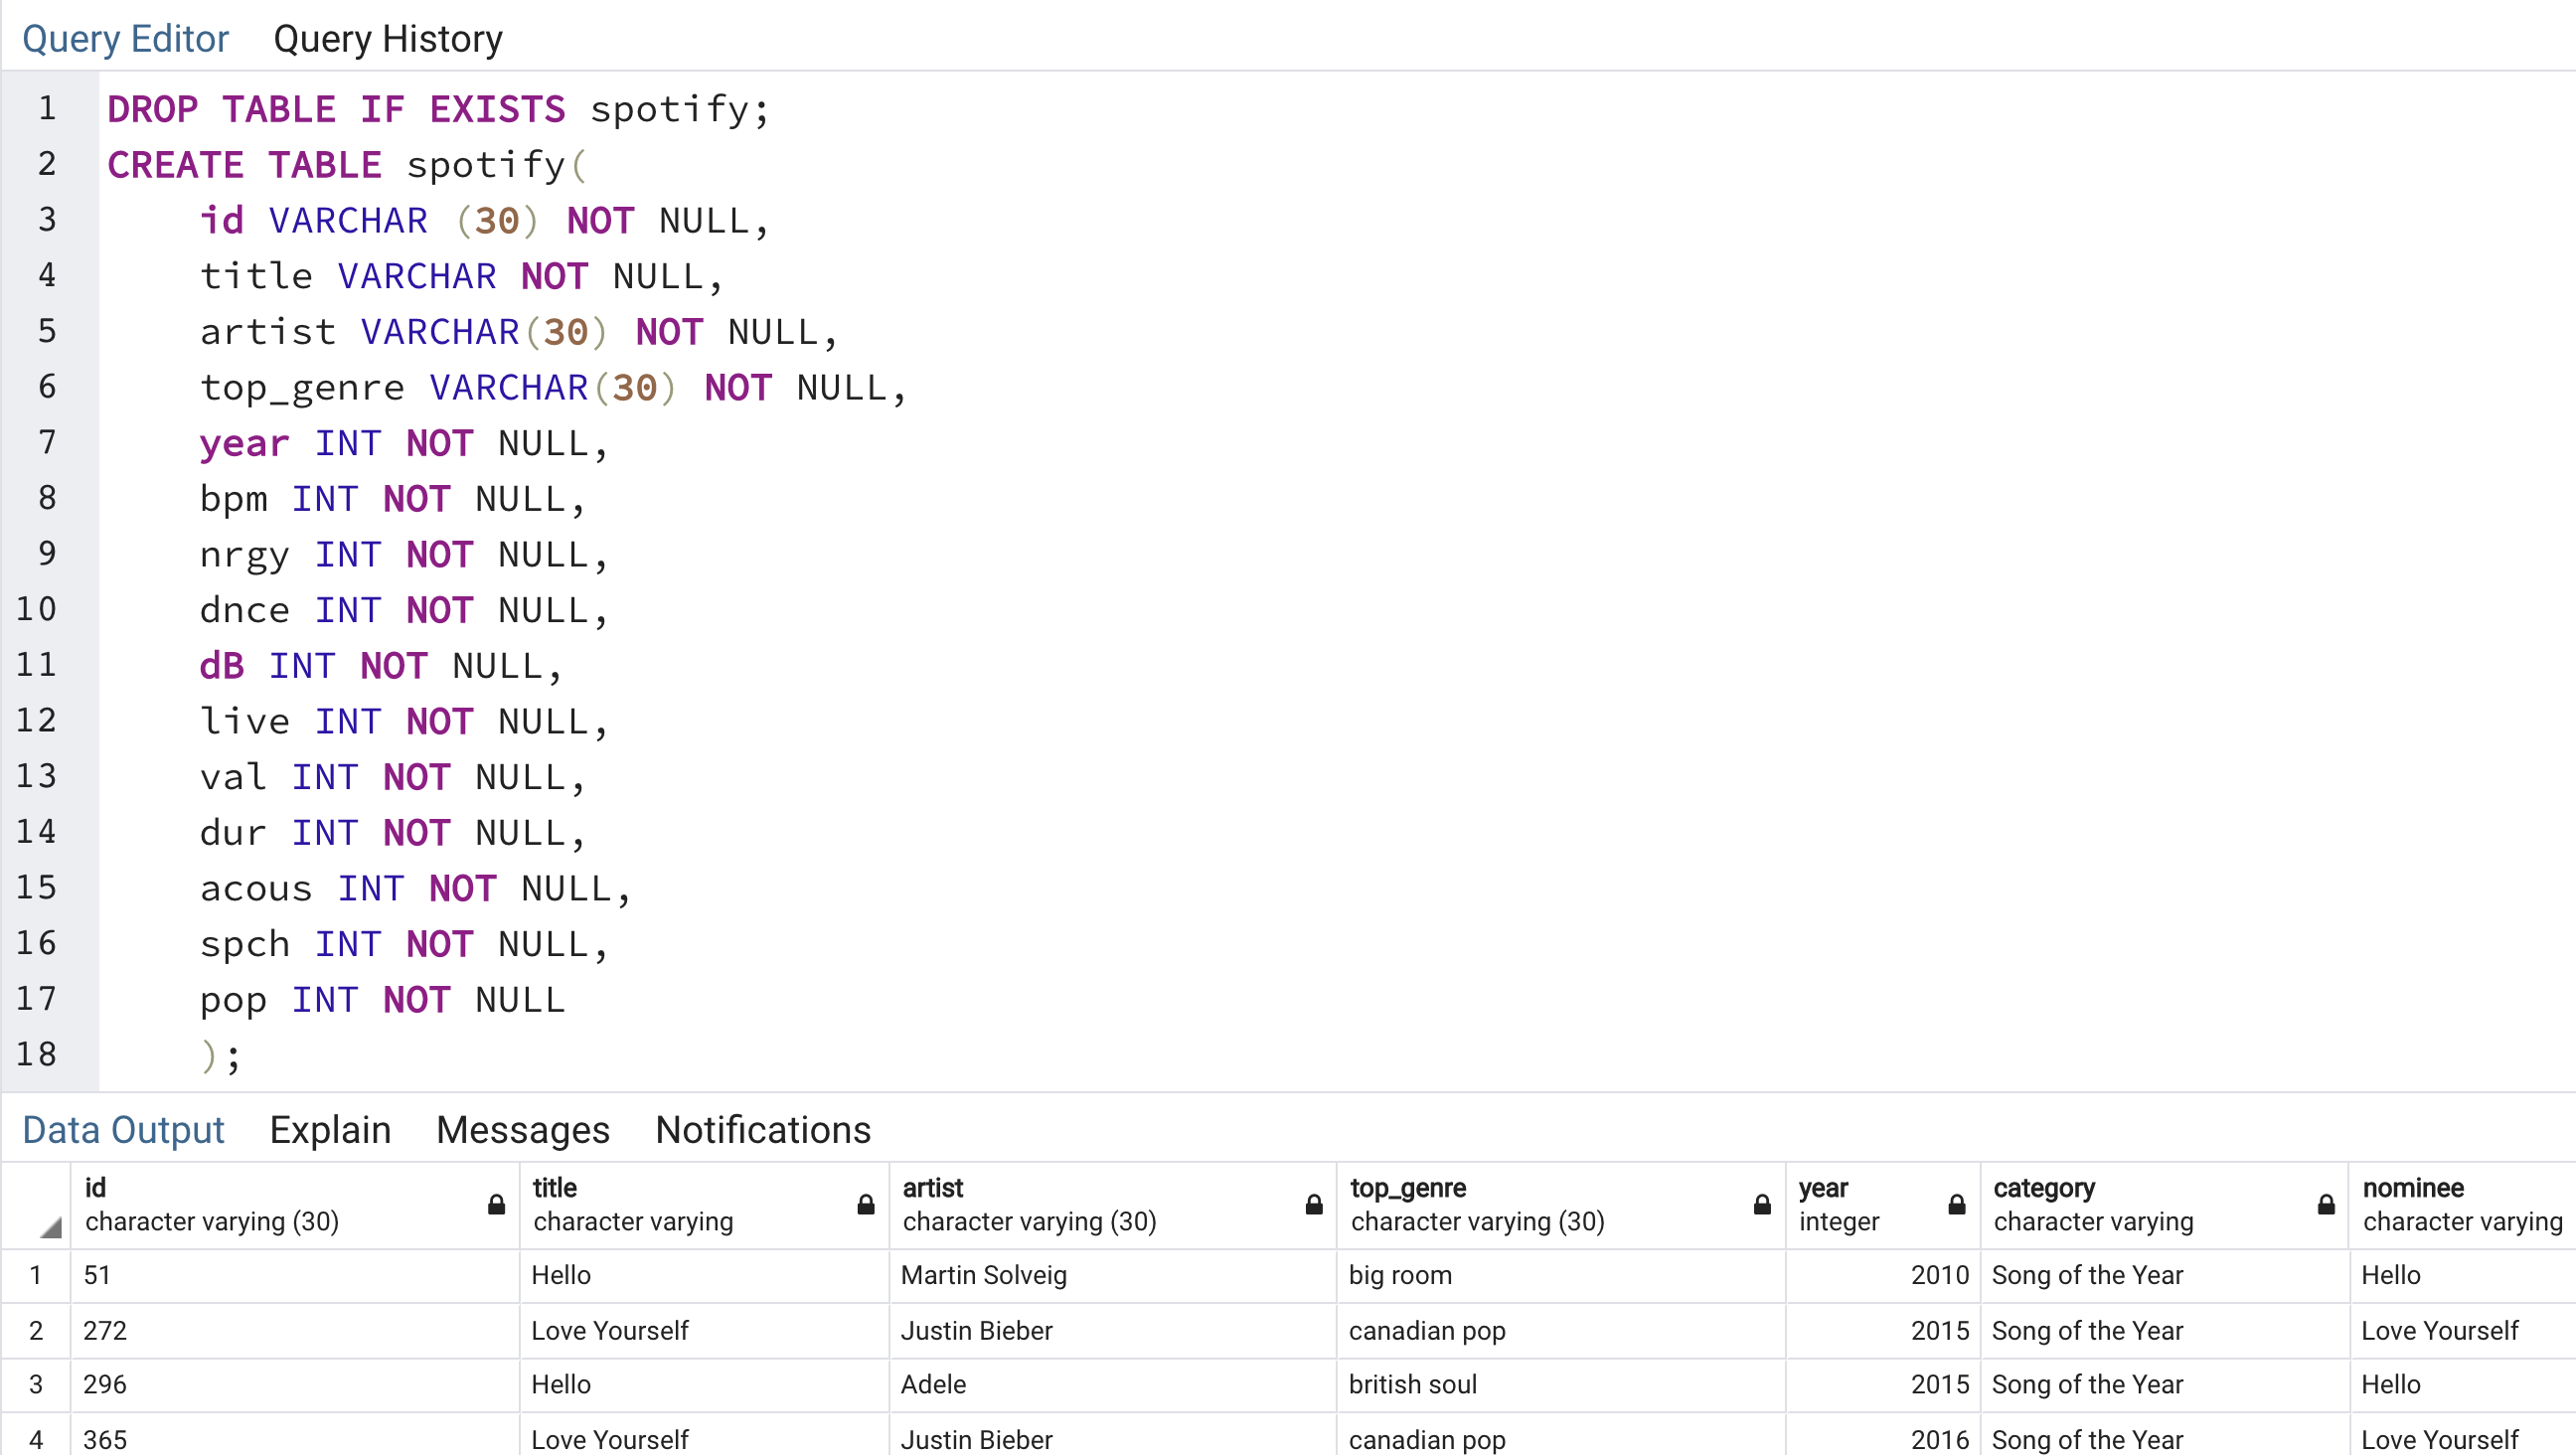 Query Editor Query History
1 DROP TABLE IF EXISTS spotify;
2 CREATE TABLE spotify(
3 id VARCHAR (30) NOT NULL,
4 title VARCHAR NOT NULL,
5 artist VARCHAR(30) NOT NULL,
6 top_genre VARCHAR(30) NOT NULL,
7 year INT NOT NULL,
8 bpm INT NOT NULL,
9 nrgy INT NOT NULL,
10 dnce INT NOT NULL,
11 dB INT NOT NULL,
12 live INT NOT NULL,
13 val INT NOT NULL,
14 dur INT NOT NULL,
15 acous INT NOT NULL,
16 spch INT NOT NULL,
17 pop INT NOT NULL
18 );
Data Output Explain Messages Notifications
id title artist top_genre year category nominee
character varying (30) character varying character varying (30) character varying (30) integer character varying character varying
1 51 Hello Martin Solveig big room 2010 Song of the Year Hello
2 272 Love Yourself Justin Bieber canadian pop 2015 Song of the Year Love Yourself
3 296 Hello Adele british soul 2015 Song of the Year Hello
4 365 Love Yourself Justin Bieber canadian pop 2016 Song of the Year Love Yourself